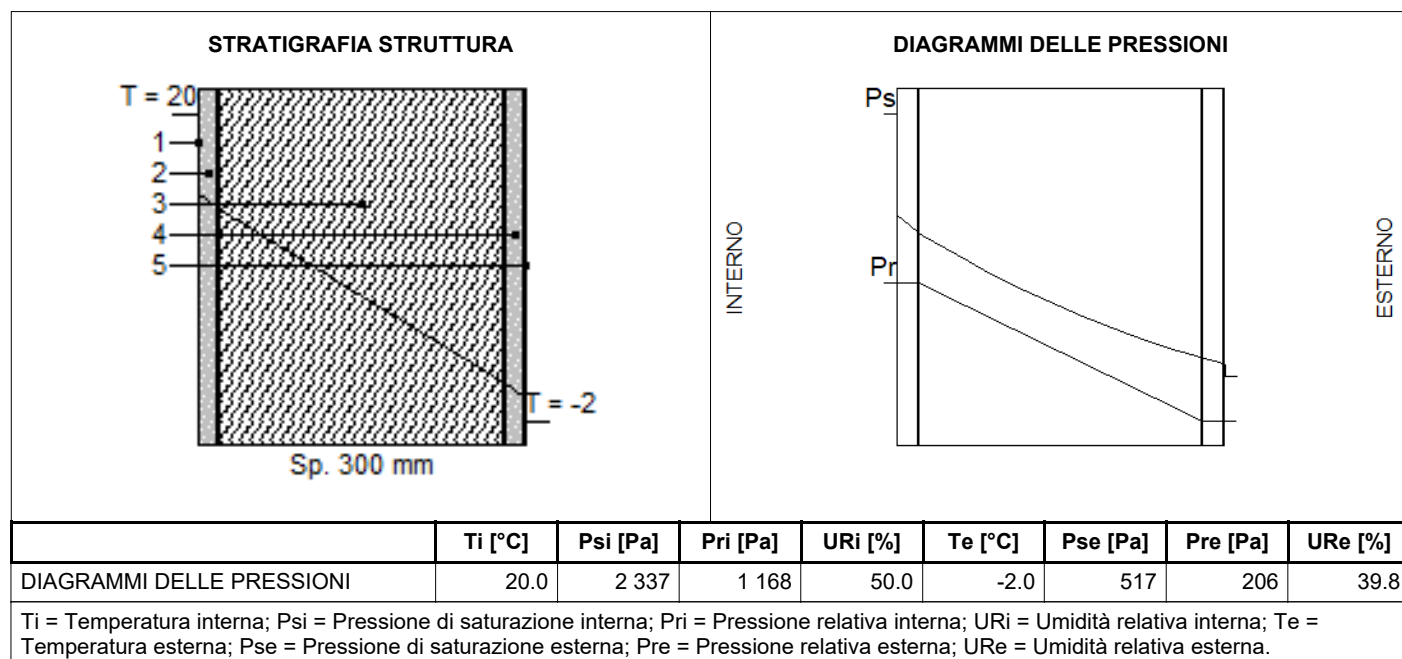 STRATIGRAFIA STRUTTURA
T = 20
1
2
3
4
5
T = -2
Sp. 300 mm
DIAGRAMMI DELLE PRESSIONI
Ps
Pr
INTERNO
ESTERNO
Ti [°C] Psi [Pa] Pri [Pa] URi [%] Te [°C] Pse [Pa] Pre [Pa] URe [%]
DIAGRAMMI DELLE PRESSIONI 20.0 2 337 1 168 50.0 -2.0 517 206 39.8
Ti = Temperatura interna; Psi = Pressione di saturazione interna; Pri = Pressione relativa interna; URi = Umidità relativa interna; Te =
Temperatura esterna; Pse = Pressione di saturazione esterna; Pre = Pressione relativa esterna; URe = Umidità relativa esterna.